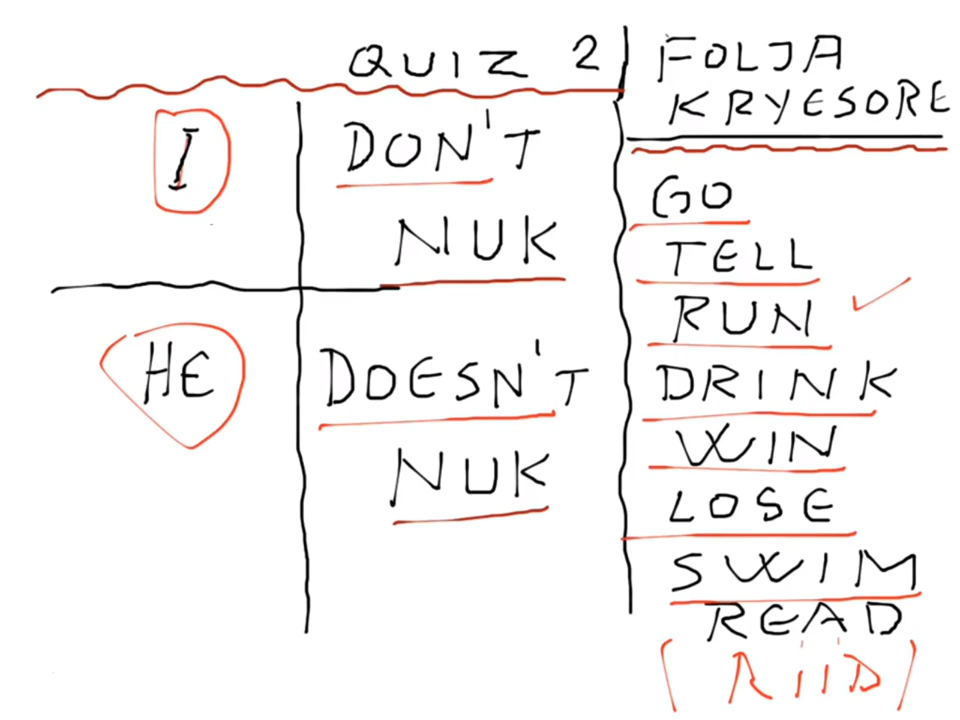 QUIZ 2
I
DON'T
NUK
HE
DOESN'T
NUK
FOLJA
KRYESORE
GO
TELL
RUN
DRINK
WIN
LOSE
SWIM
READ
(RIID)